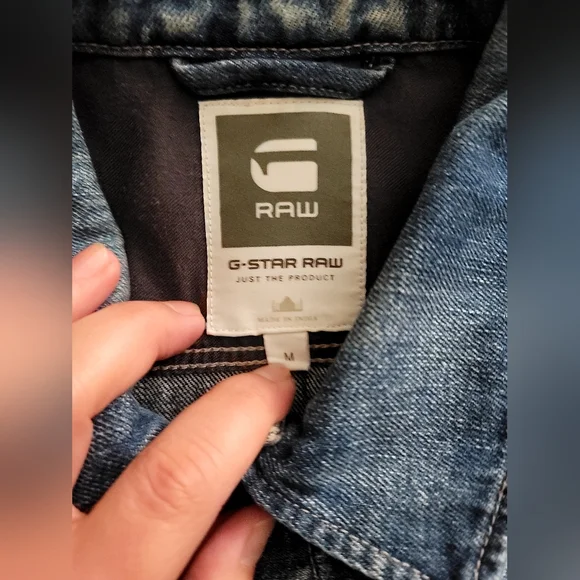 RAW
G-STAR RAW
JUST THE PRODUCT
MADE IN INDIA
M